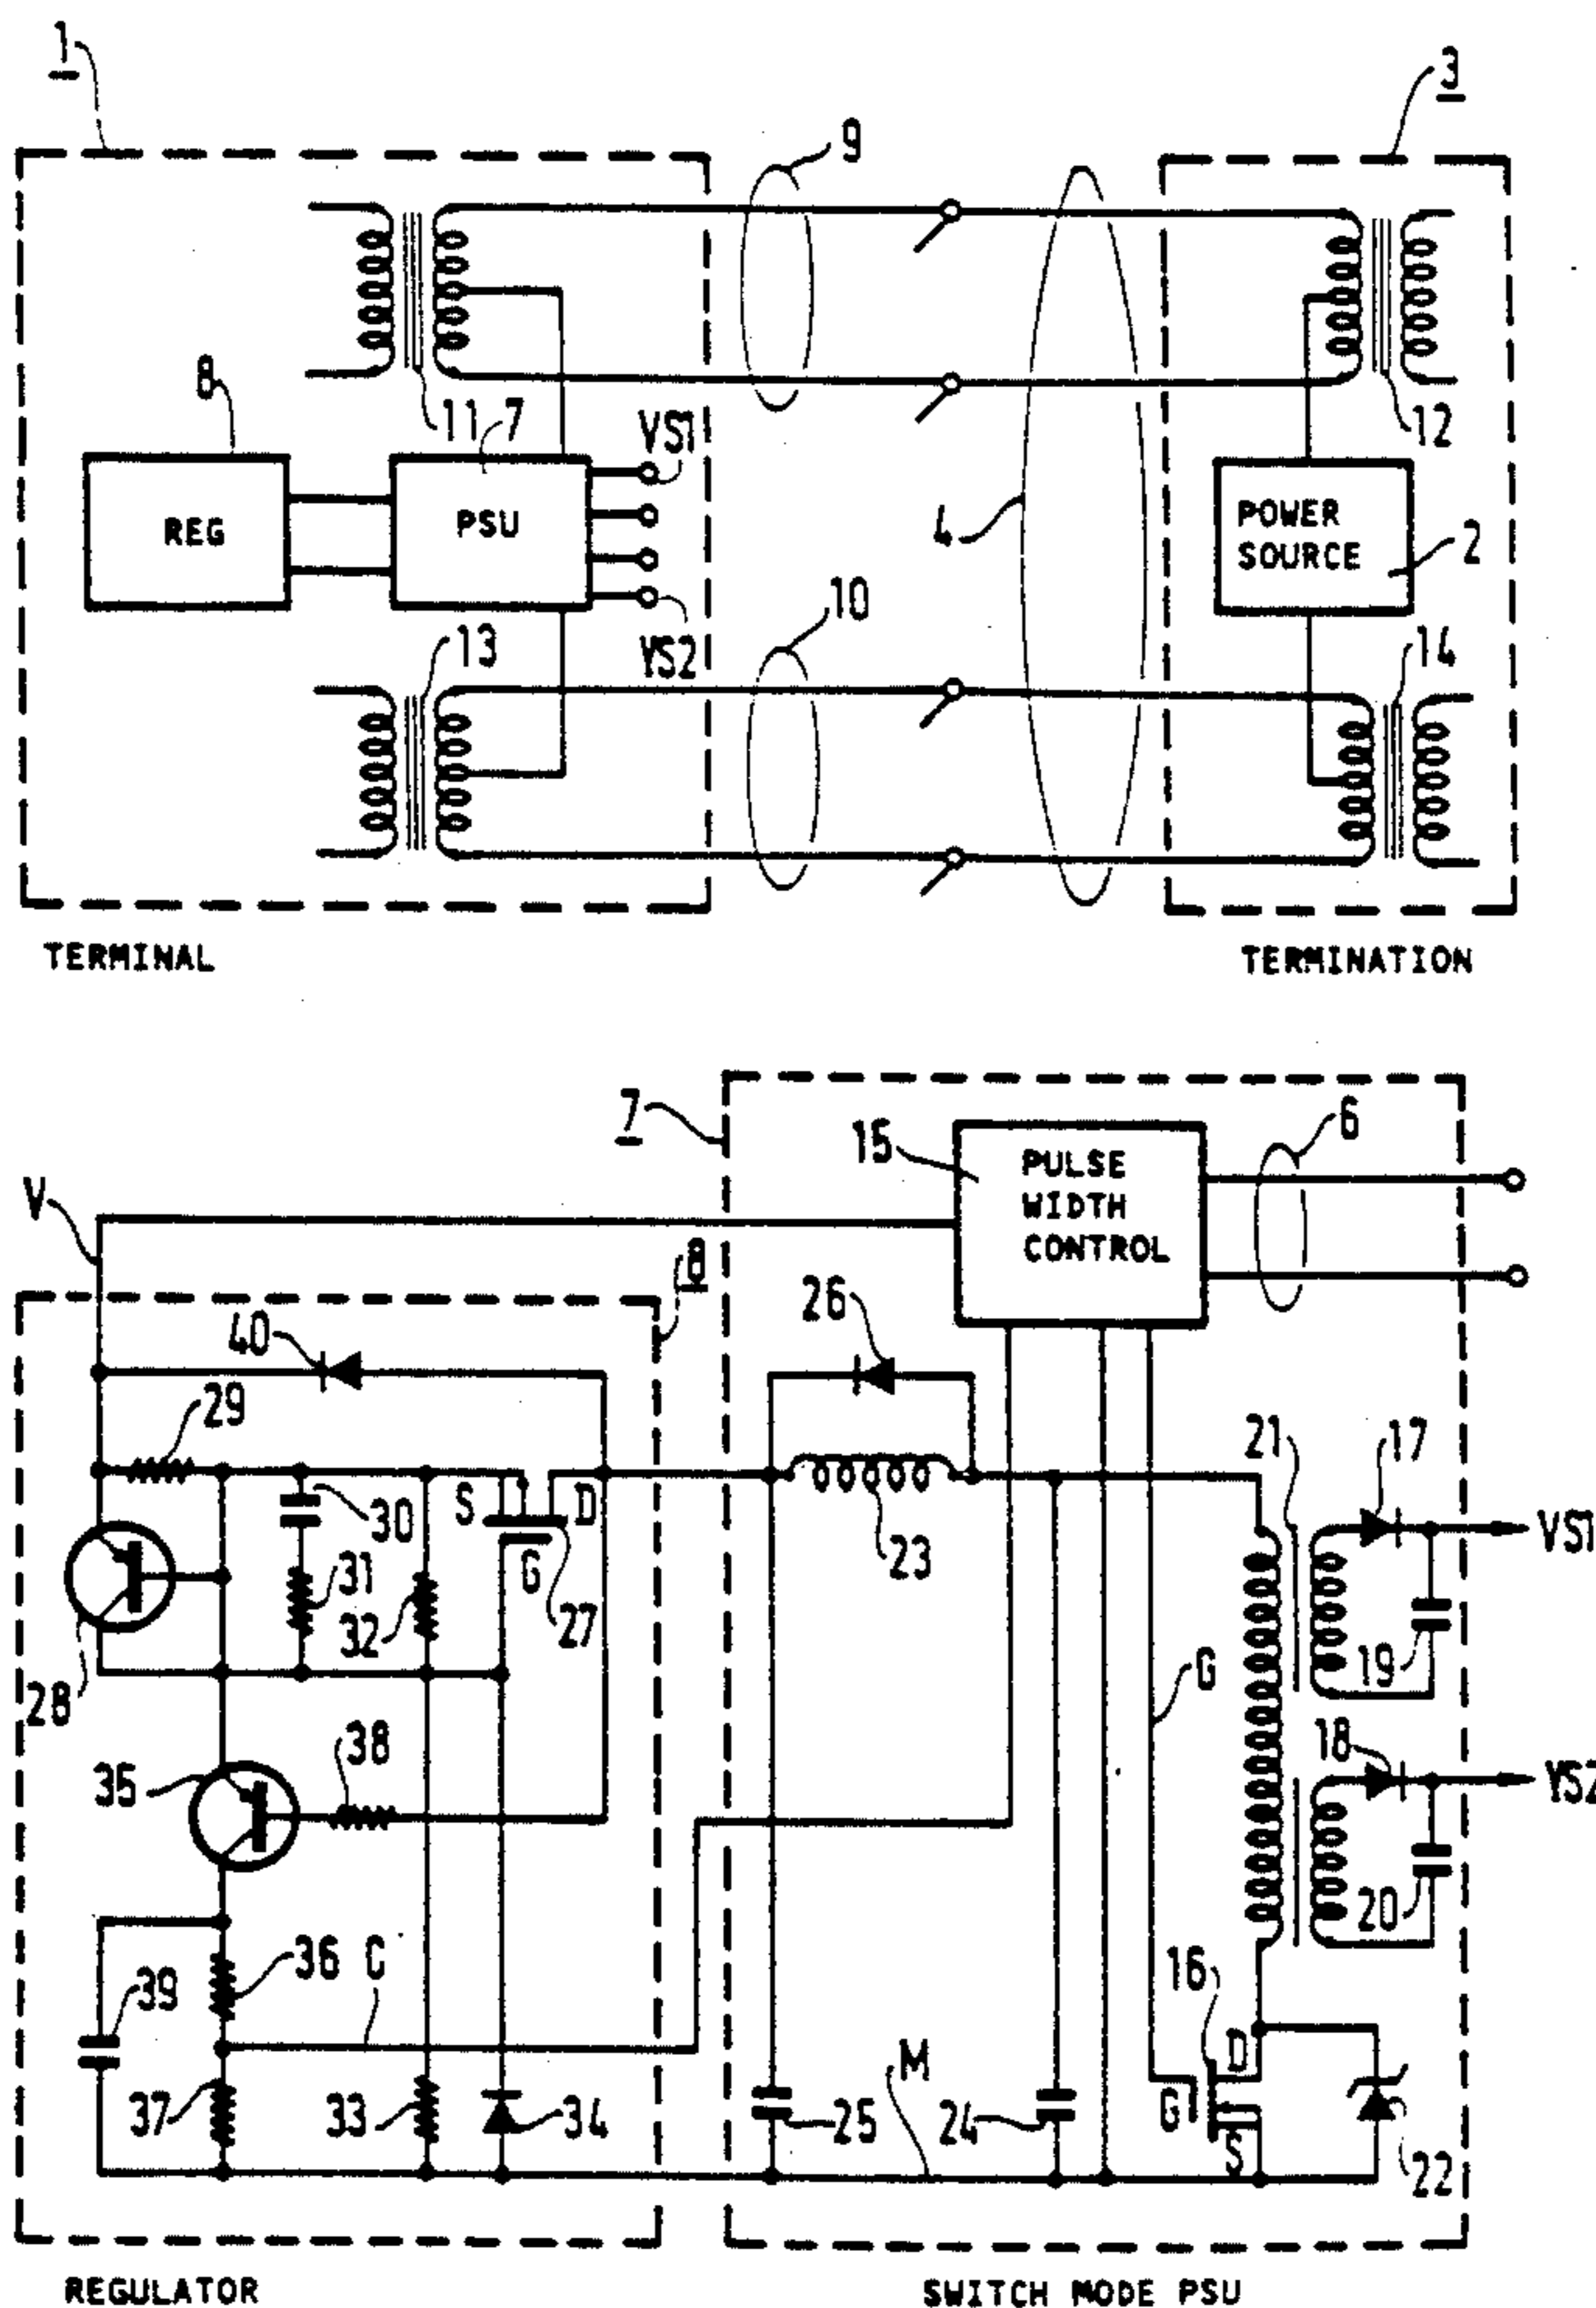 1
3
9
8
11
7
VS1
12
REG
PSU
4
POWER
SOURCE
2
10
13
VS2
14
TERMINAL
TERMINATION
7
15
PULSE
WIDTH
CONTROL
6
V
8
40
26
29
21
17
S
D
30
G
23
VS1
31
32
27
19
28
G
38
18
35
VS2
20
36
C
16
39
M
D
37
33
34
25
24
G
S
22
REGULATOR
SWITCH MODE PSU